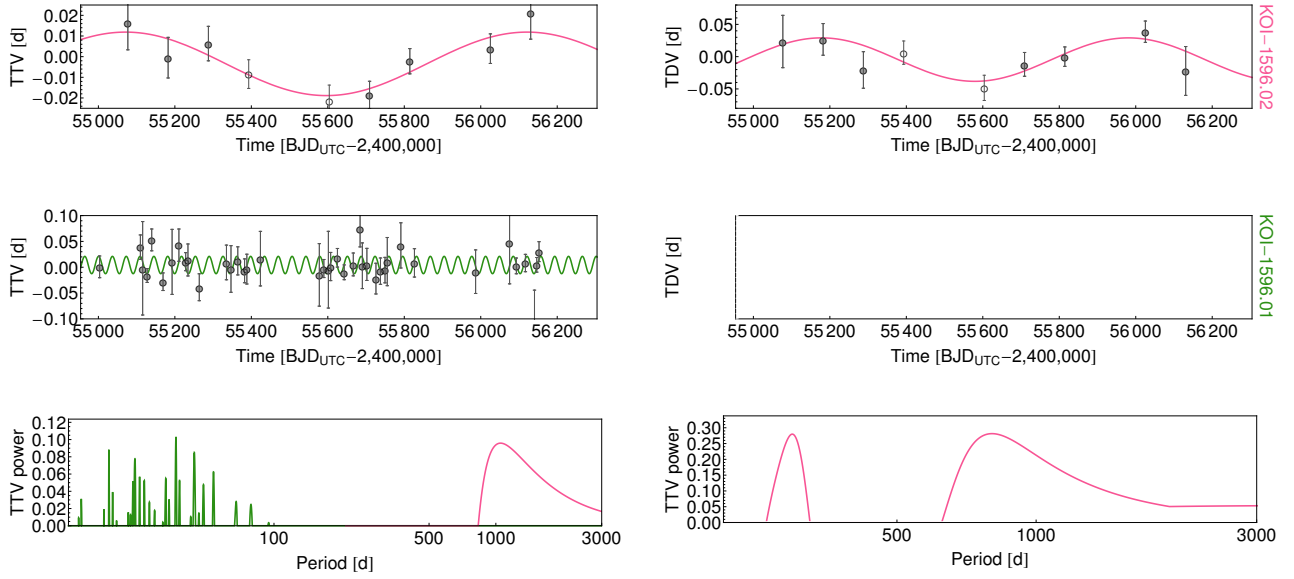 TTV [d]
0.02
0.01
0.00
−0.01
−0.02
55 000 55 200 55 400 55 600 55 800 56 000 56 200
Time [BJDUTC−2,400,000]
TDV [d]
0.05
0.00
−0.05
55 000 55 200 55 400 55 600 55 800 56 000 56 200
Time [BJDUTC−2,400,000]
KOI-1596.02
TTV [d]
0.10
0.05
0.00
−0.05
−0.10
55 000 55 200 55 400 55 600 55 800 56 000 56 200
Time [BJDUTC−2,400,000]
TDV [d]
55 000 55 200 55 400 55 600 55 800 56 000 56 200
Time [BJDUTC−2,400,000]
KOI-1596.01
TTV power
0.12
0.10
0.08
0.06
0.04
0.02
0.00
100 500 1000 3000
Period [d]
TTV power
0.30
0.25
0.20
0.15
0.10
0.05
0.00
500 1000 3000
Period [d]